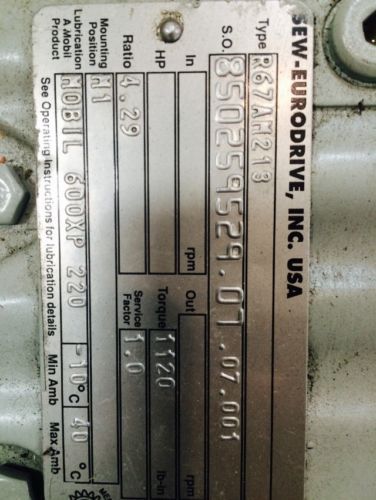 SEW-EURODRIVE, INC. USA
Type R67AM213
S.O. 850259529.07.07.001
In rpm Out rpm
HP Torque 1120 lb-in
Ratio 4.29 Service Factor 1.0
Mounting Position M1
Lubrication A Mobil Product MOBIL 600XP 220 -10°C 40 °C
See Operating Instructions for lubrication details Min Amb Max Amb